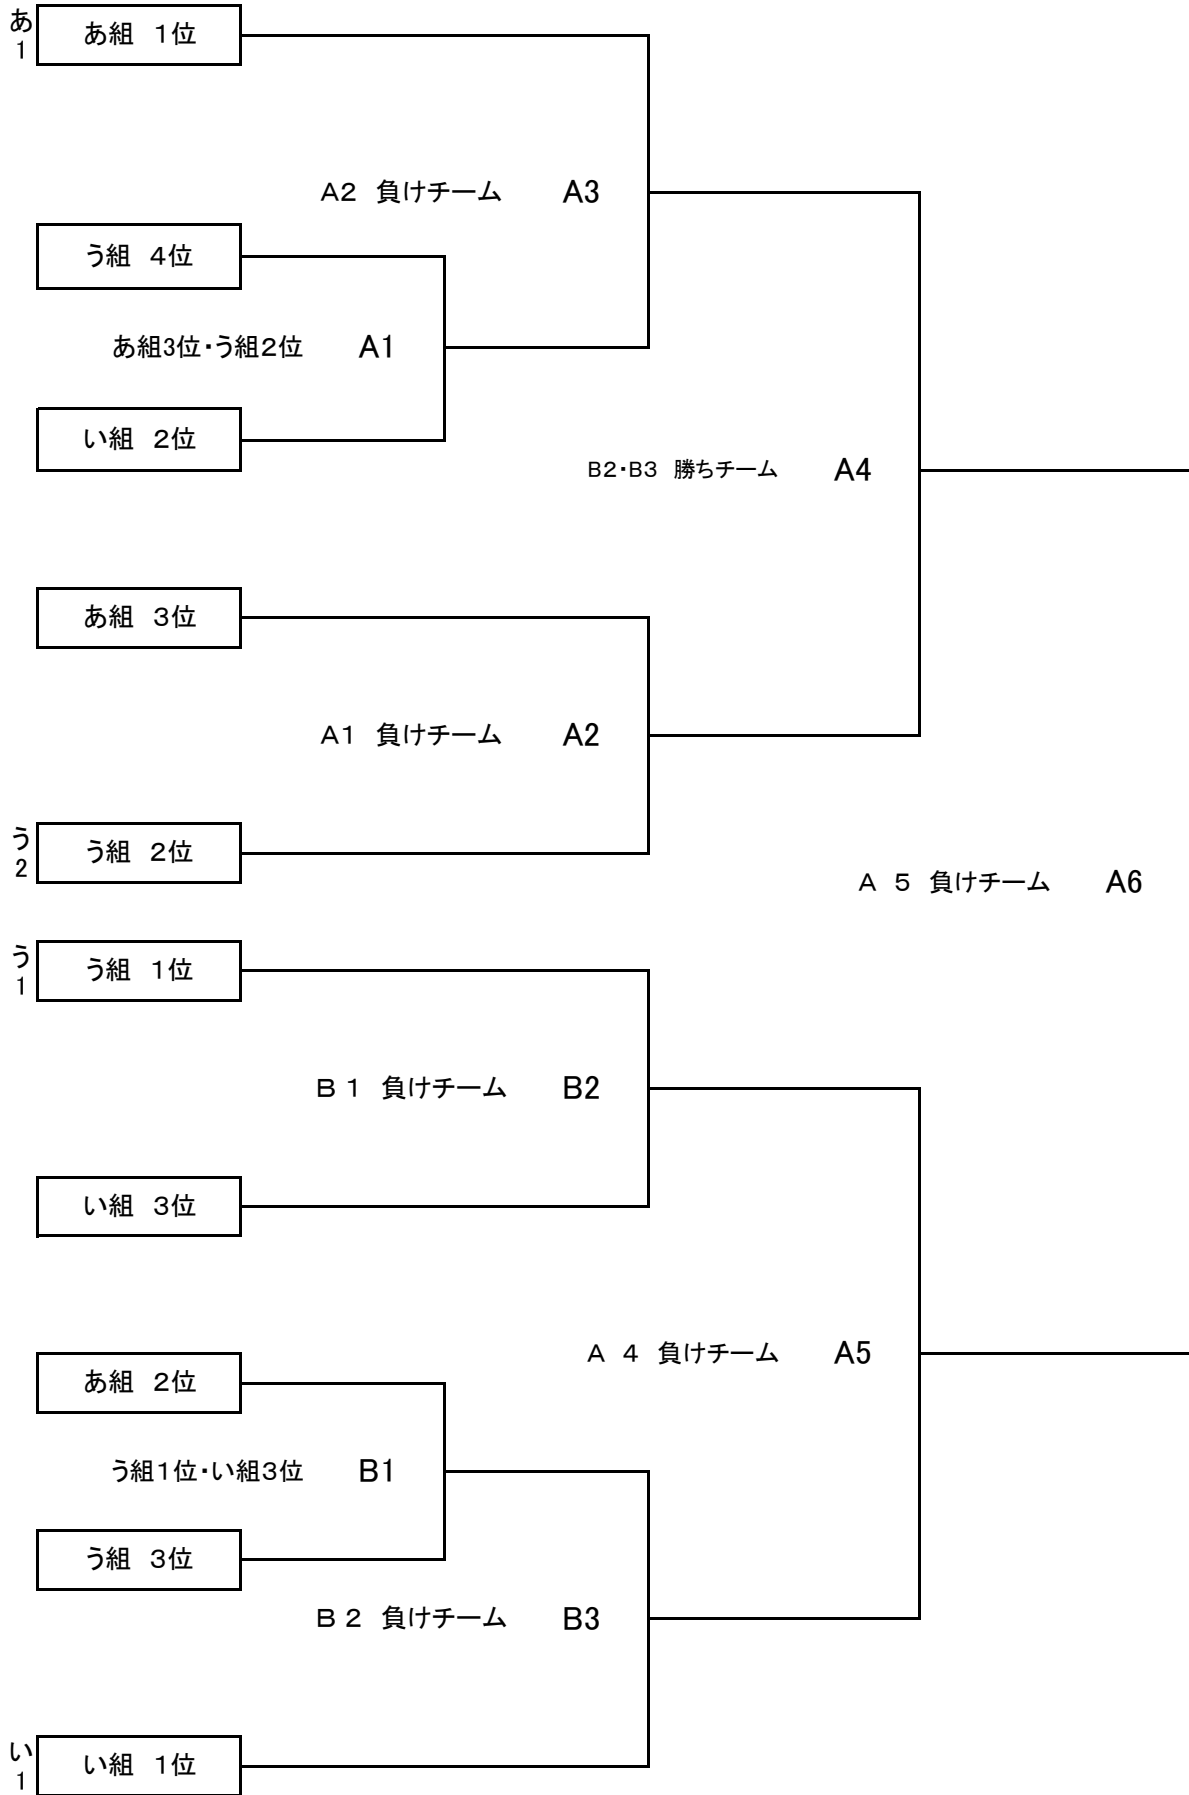 あ
1
あ組　1位
A2　負けチーム　A3
う組　4位
あ組3位・う組2位　A1
い組　2位
B2・B3　勝ちチーム　A4
あ組　3位
A1　負けチーム　A2
う
2
う組　2位
A　5　負けチーム　A6
う
1
う組　1位
B 1　負けチーム　B2
い組　3位
A　4　負けチーム　A5
あ組　2位
う組1位・い組3位　B1
う組　3位
B 2　負けチーム　B3
い
1
い組　1位